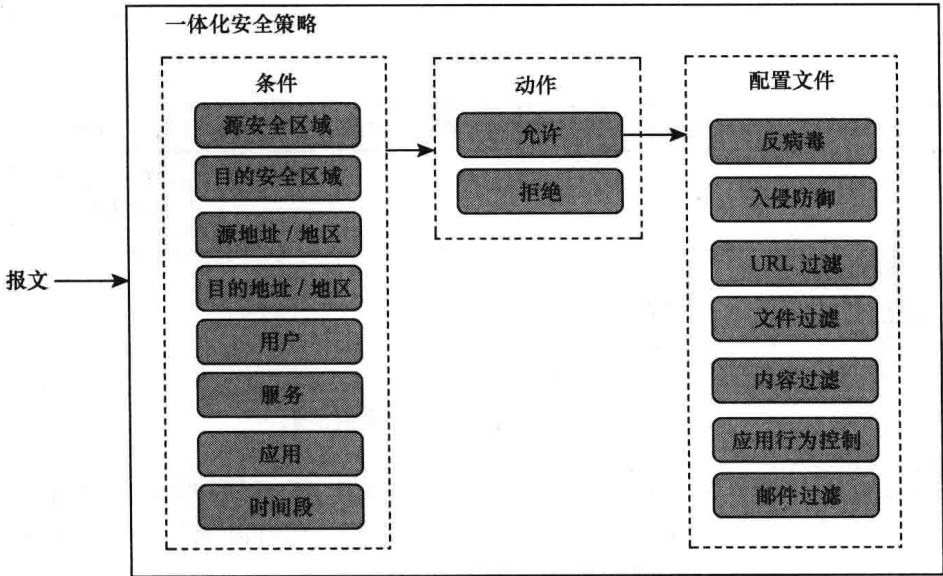 一体化安全策略
条件
源安全区域
目的安全区域
源地址 / 地区
目的地址 / 地区
用户
服务
应用
时间段
动作
允许
拒绝
配置文件
反病毒
入侵防御
URL 过滤
文件过滤
内容过滤
应用行为控制
邮件过滤
报文